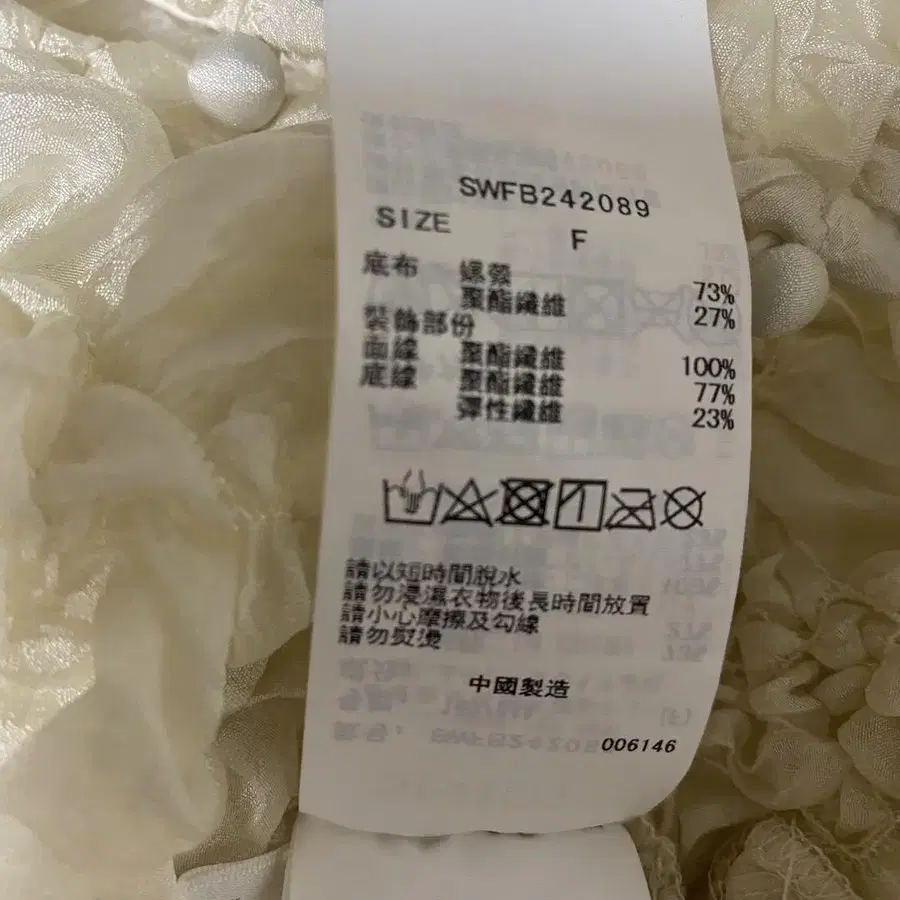 SWFB242089
SIZE F
底布 嫘縈 73%
聚酯纖維 27%
裝飾部份
面線 聚酯纖維 100%
底線 聚酯纖維 77%
彈性纖維 23%
請以短時間脫水
請勿浸濕衣物後長時間放置
請小心摩擦及勾線
請勿熨燙
中國製造
006146